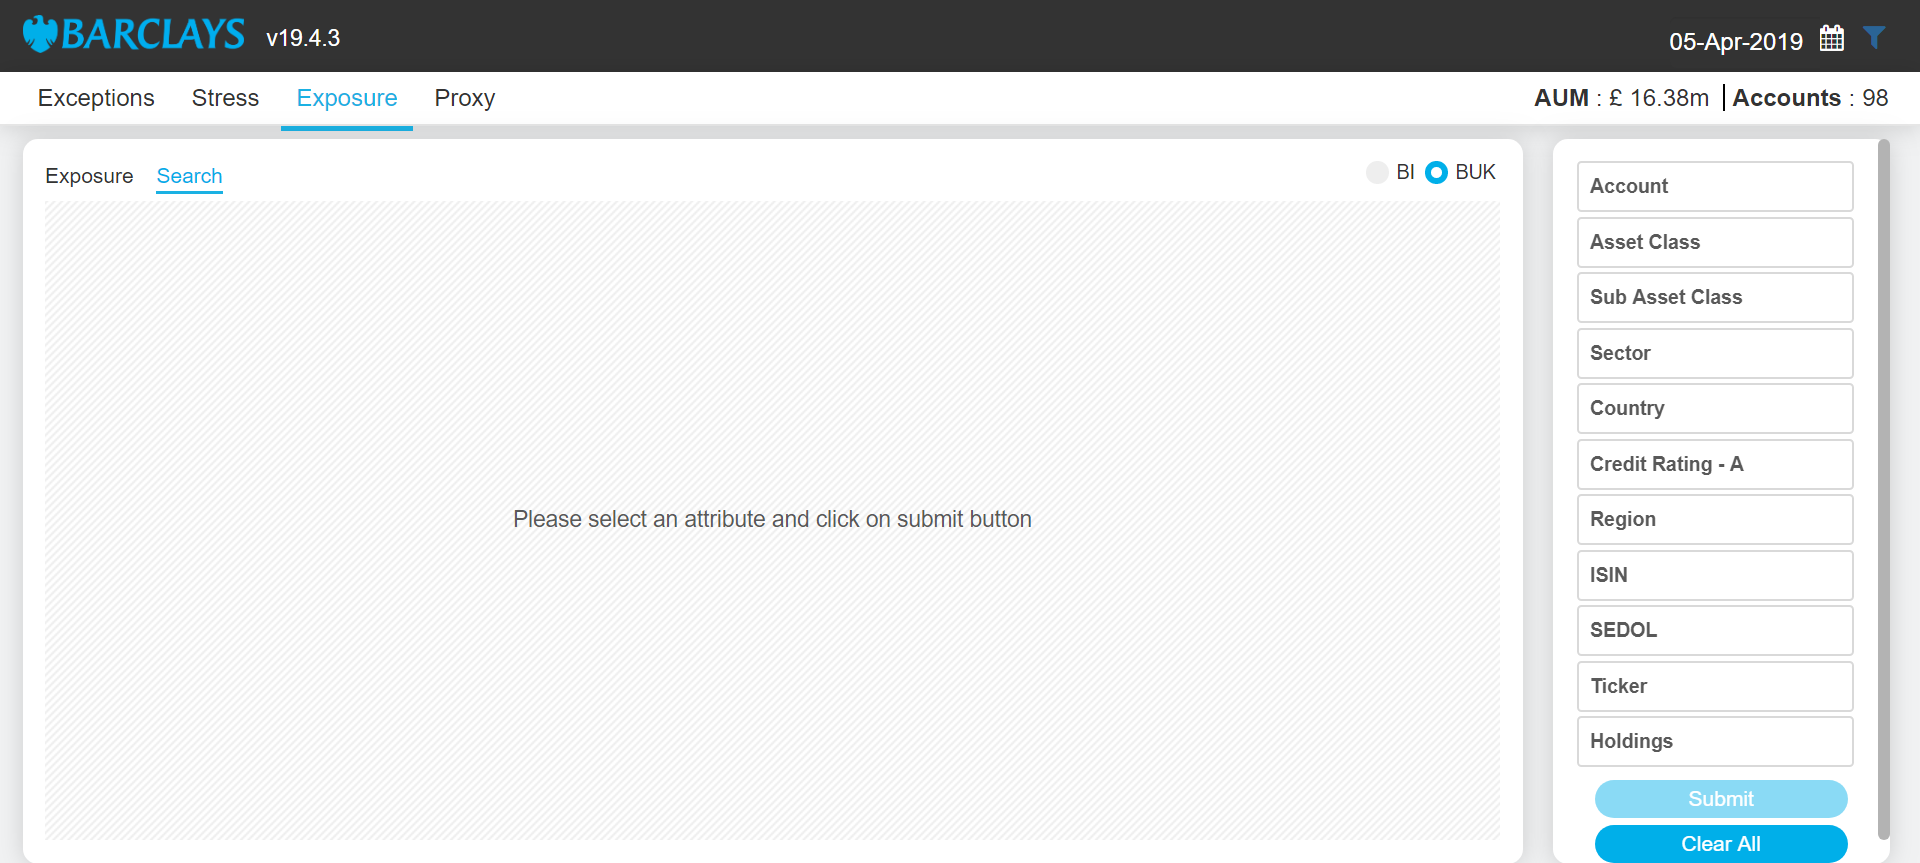 BARCLAYS v19.4.3
05-Apr-2019
Exceptions Stress Exposure Proxy
AUM : £ 16.38m | Accounts : 98
Exposure Search
BI BUK
Please select an attribute and click on submit button
Account
Asset Class
Sub Asset Class
Sector
Country
Credit Rating - A
Region
ISIN
SEDOL
Ticker
Holdings
Submit
Clear All